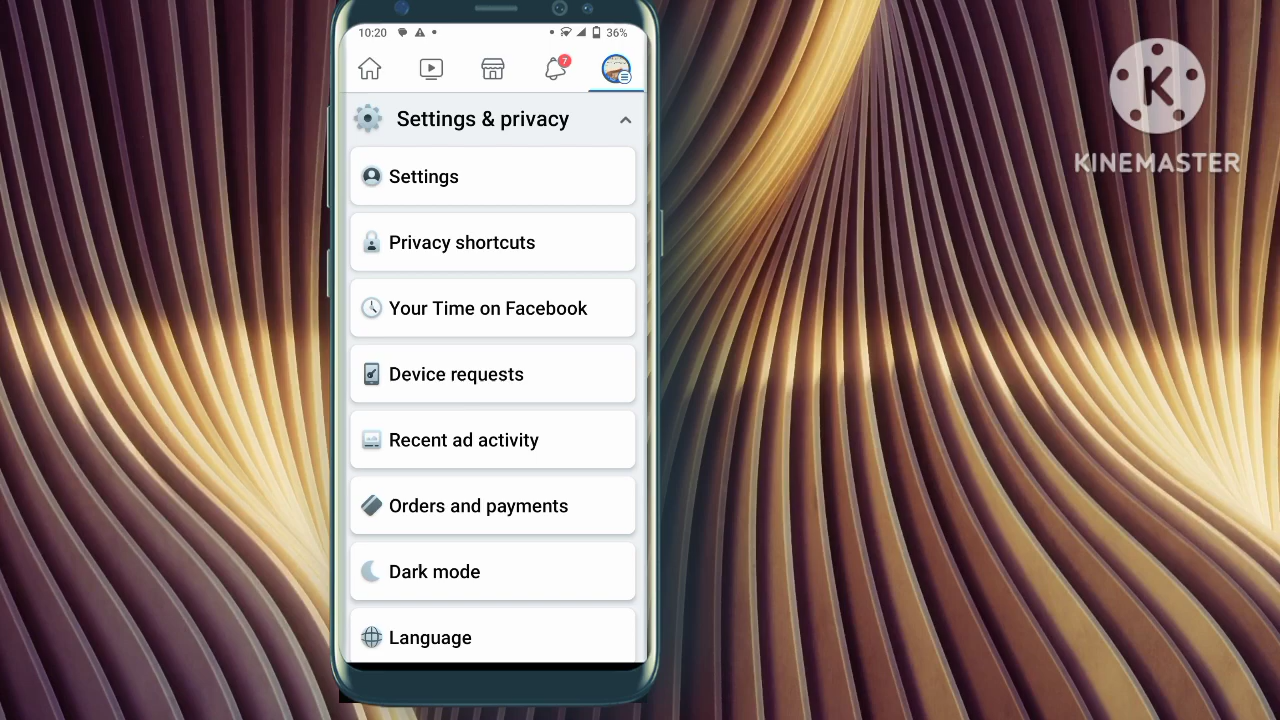 10:20
36%
7
Settings & privacy
Settings
Privacy shortcuts
Your Time on Facebook
Device requests
Recent ad activity
Orders and payments
Dark mode
Language
K
KINEMASTER